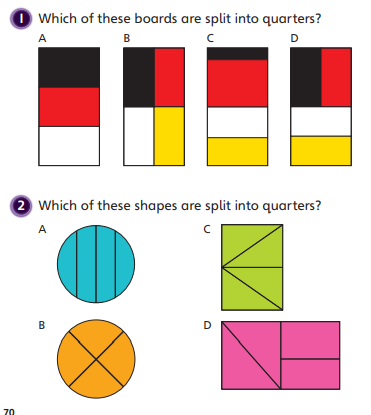 1 Which of these boards are split into quarters?
A B C D
2 Which of these shapes are split into quarters?
A C
B D
70